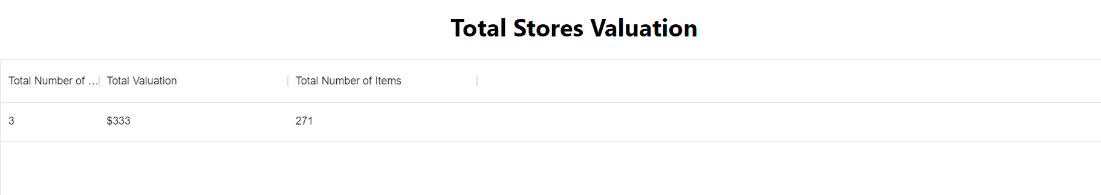 Total Stores Valuation
Total Number of ... Total Valuation Total Number of Items
3 $333 271